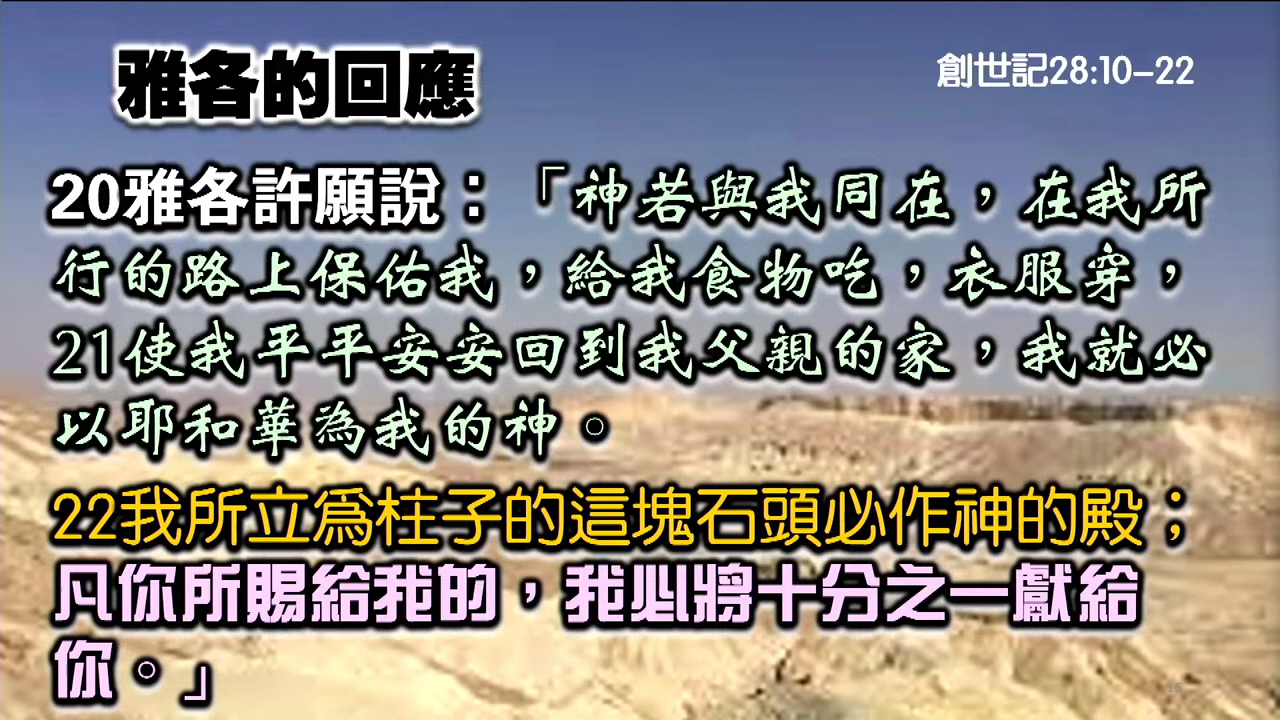 雅各的回應
創世記28:10-22
20雅各許願說：「神若與我同在，在我所
行的路上保佑我，給我食物吃，衣服穿，
21使我平平安安回到我父親的家，我就必
以耶和華為我的神。
22我所立為柱子的這塊石頭必作神的殿；
凡你所賜給我的，我必將十分之一獻給
你。」